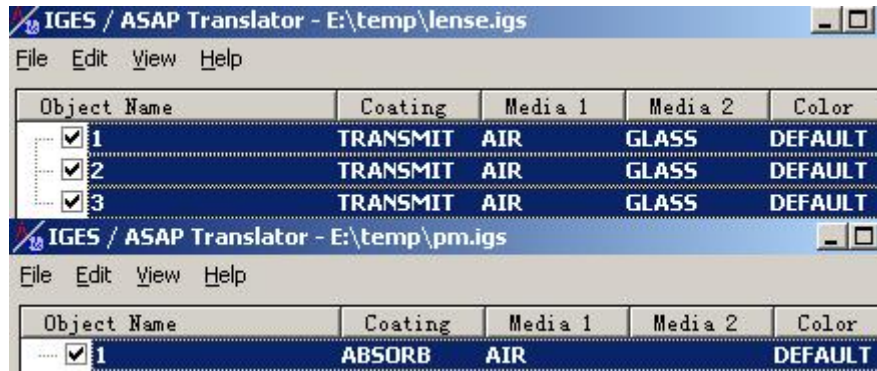 IGES / ASAP Translator - E:\temp\lense.igs
File Edit View Help
Object Name Coating Media 1 Media 2 Color
1 TRANSMIT AIR GLASS DEFAULT
2 TRANSMIT AIR GLASS DEFAULT
3 TRANSMIT AIR GLASS DEFAULT
IGES / ASAP Translator - E:\temp\pm.igs
File Edit View Help
Object Name Coating Media 1 Media 2 Color
1 ABSORB AIR DEFAULT